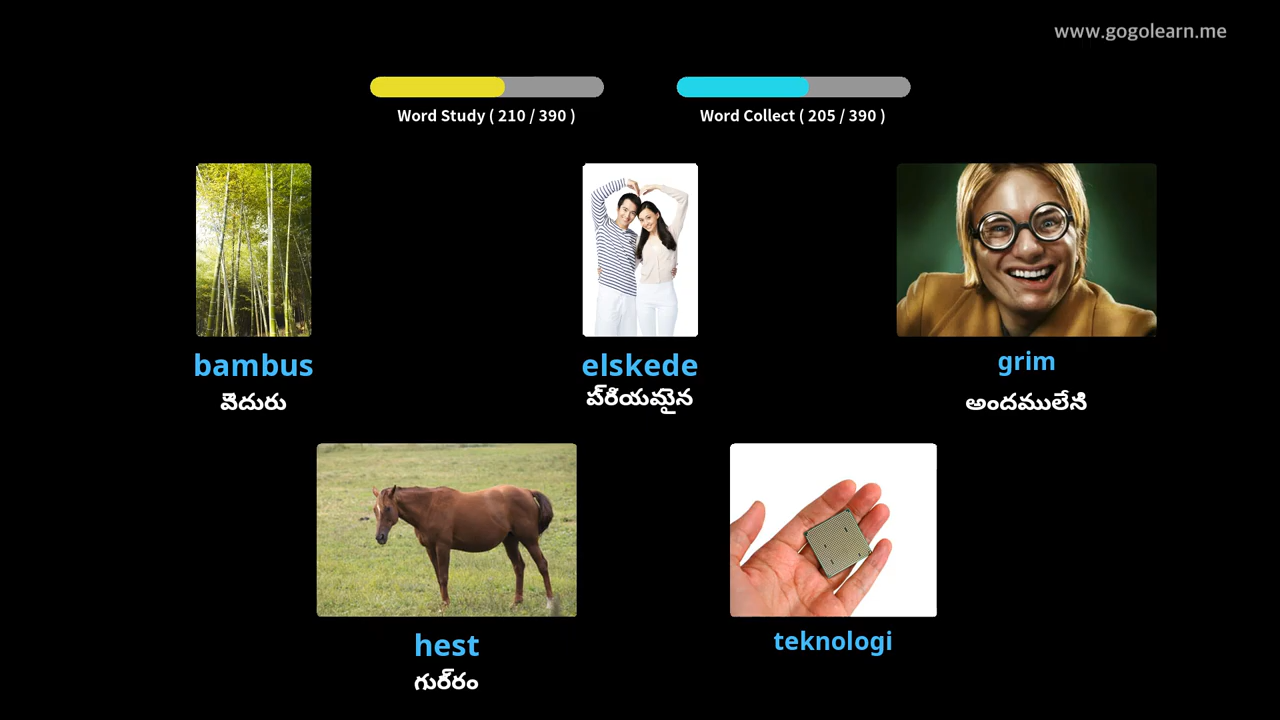 www.gogolearn.me
Word Study ( 210 / 390 )
Word Collect ( 205 / 390 )
bambus
వెదురు
elskede
ప్రియమైన
grim
అందములేని
hest
గుర్రం
teknologi